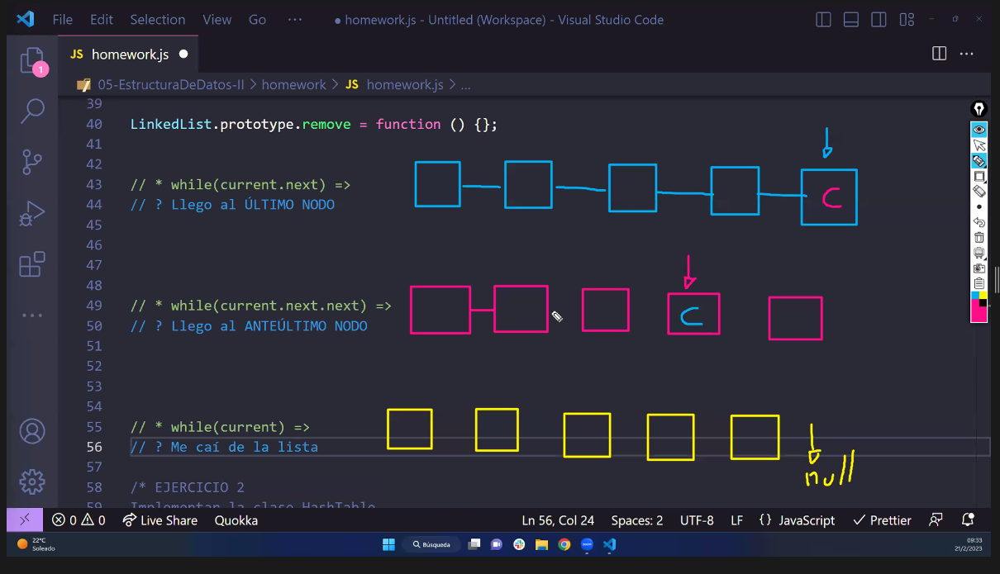 File Edit Selection View Go ··· ● homework.js - Untitled (Workspace) - Visual Studio Code
1
JS homework.js ●
05-EstructuraDeDatos-II > homework > JS homework.js > ...
39
40 LinkedList.prototype.remove = function () {};
41
42
43 // * while(current.next) =>
44 // ? Llego al ÚLTIMO NODO
C
45
46
47
48
49 // * while(current.next.next) =>
50 // ? Llego al ANTEÚLTIMO NODO
C
51
52
53
54
55 // * while(current) =>
56 // ? Me caí de la lista
null
57
58 /* EJERCICIO 2
59 Implementar la clase HashTable
0 0 Live Share Quokka Ln 56, Col 24 Spaces: 2 UTF-8 LF {} JavaScript Prettier
22°C
Soleado
Búsqueda
zoom
09:33
21/2/2023